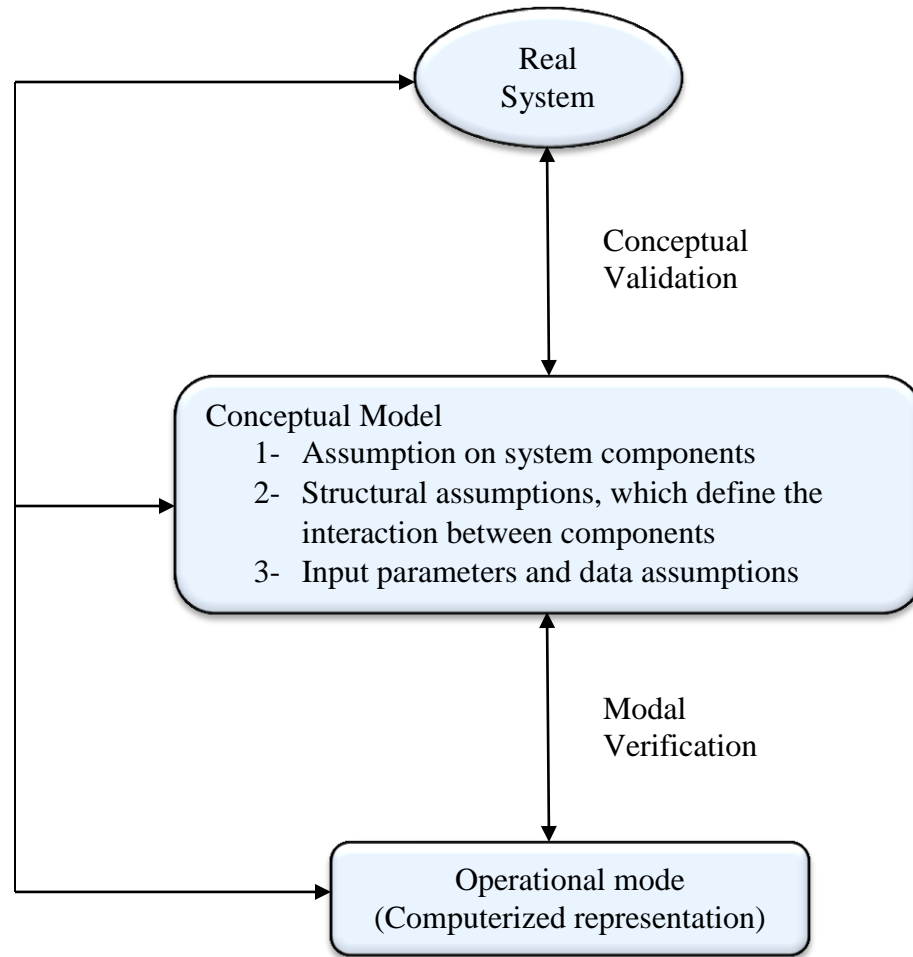 Real
System
Conceptual
Validation
Conceptual Model
1- Assumption on system components
2- Structural assumptions, which define the
interaction between components
3- Input parameters and data assumptions
Modal
Verification
Operational mode
(Computerized representation)